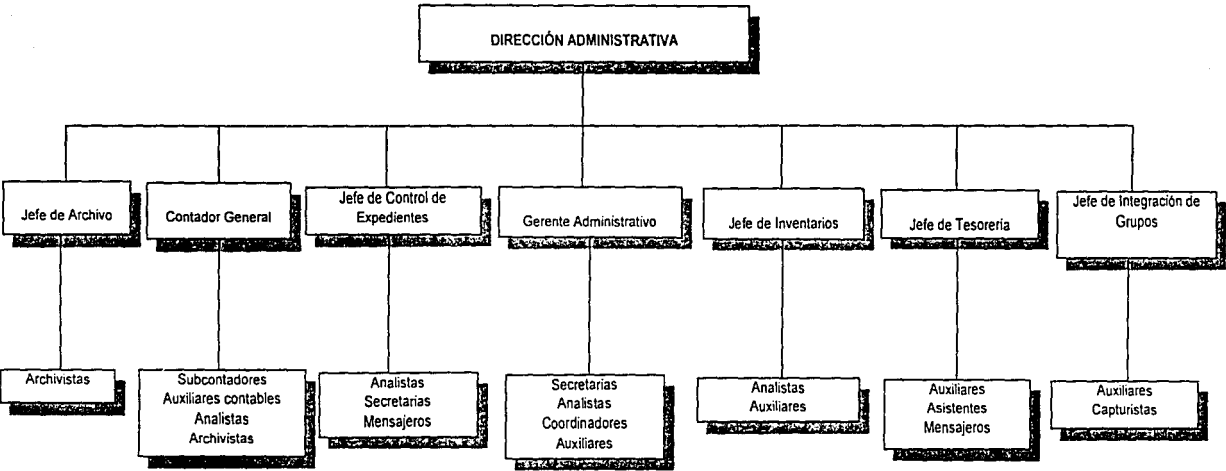 DIRECCIÓN ADMINISTRATIVA
Jefe de Archivo
Contador General
Jefe de Control de
Expedientes
Gerente Administrativo
Jefe de Inventarios
Jefe de Tesorería
Jefe de Integración de
Grupos
Archivistas
Subcontadores
Auxiliares contables
Analistas
Archivistas
Analistas
Secretarias
Mensajeros
Secretarias
Analistas
Coordinadores
Auxiliares
Analistas
Auxiliares
Auxiliares
Asistentes
Mensajeros
Auxiliares
Capturistas